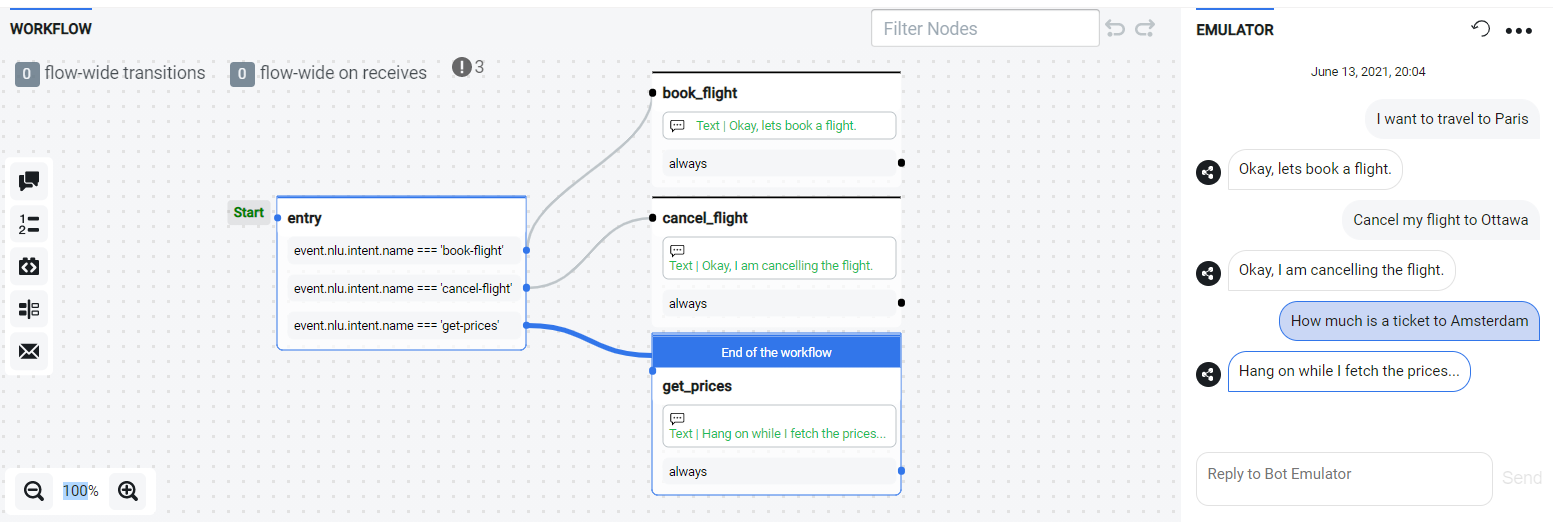 WORKFLOW
Filter Nodes
0 flow-wide transitions
0 flow-wide on receives
3
Start
entry
event.nlu.intent.name === 'book-flight'
event.nlu.intent.name === 'cancel-flight'
event.nlu.intent.name === 'get-prices'
book_flight
Text | Okay, lets book a flight.
always
cancel_flight
Text | Okay, I am cancelling the flight.
always
End of the workflow
get_prices
Text | Hang on while I fetch the prices...
always
1
2
100%
EMULATOR
June 13, 2021, 20:04
I want to travel to Paris
Okay, lets book a flight.
Cancel my flight to Ottawa
Okay, I am cancelling the flight.
How much is a ticket to Amsterdam
Hang on while I fetch the prices...
Reply to Bot Emulator
Send